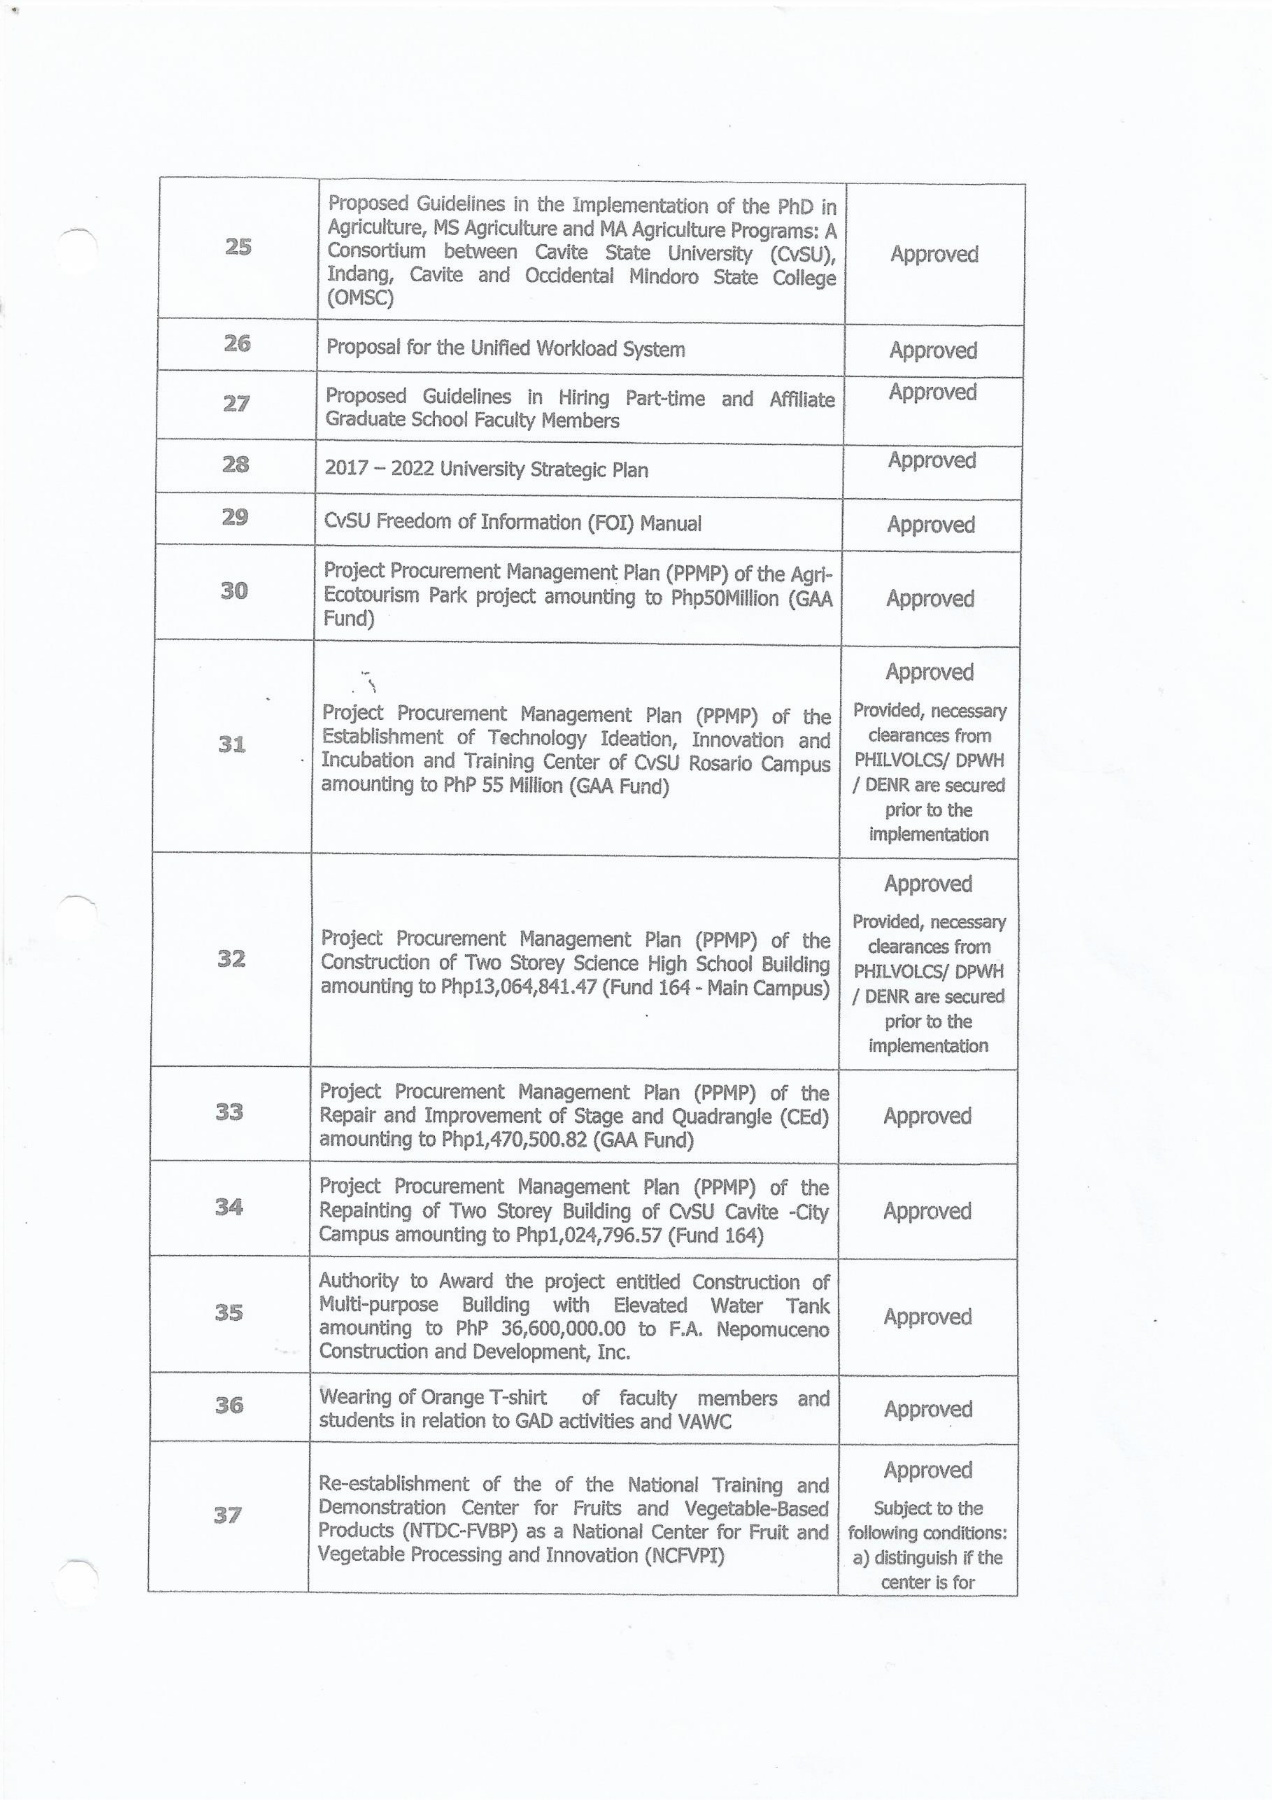 25
Proposed Guidelines in the Implementation of the PhD in
Agriculture, MS Agriculture and MA Agriculture Programs: A
Consortium between Cavite State University (CvSU),
Indang, Cavite and Occidental Mindoro State College
(OMSC)
Approved
26
Proposal for the Unified Workload System
Approved
27
Proposed Guidelines in Hiring Part-time and Affiliate
Graduate School Faculty Members
Approved
28
2017 – 2022 University Strategic Plan
Approved
29
CvSU Freedom of Information (FOI) Manual
Approved
30
Project Procurement Management Plan (PPMP) of the Agri-
Ecotourism Park project amounting to Php50Million (GAA
Fund)
Approved
31
Project Procurement Management Plan (PPMP) of the
Establishment of Technology Ideation, Innovation and
Incubation and Training Center of CvSU Rosario Campus
amounting to PhP 55 Million (GAA Fund)
Approved
Provided, necessary
clearances from
PHILVOLCS/ DPWH
/ DENR are secured
prior to the
implementation
32
Project Procurement Management Plan (PPMP) of the
Construction of Two Storey Science High School Building
amounting to Php13,064,841.47 (Fund 164 - Main Campus)
Approved
Provided, necessary
clearances from
PHILVOLCS/ DPWH
/ DENR are secured
prior to the
implementation
33
Project Procurement Management Plan (PPMP) of the
Repair and Improvement of Stage and Quadrangle (CEd)
amounting to Php1,470,500.82 (GAA Fund)
Approved
34
Project Procurement Management Plan (PPMP) of the
Repainting of Two Storey Building of CvSU Cavite -City
Campus amounting to Php1,024,796.57 (Fund 164)
Approved
35
Authority to Award the project entitled Construction of
Multi-purpose Building with Elevated Water Tank
amounting to PhP 36,600,000.00 to F.A. Nepomuceno
Construction and Development, Inc.
Approved
36
Wearing of Orange T-shirt of faculty members and
students in relation to GAD activities and VAWC
Approved
37
Re-establishment of the of the National Training and
Demonstration Center for Fruits and Vegetable-Based
Products (NTDC-FVBP) as a National Center for Fruit and
Vegetable Processing and Innovation (NCFVPI)
Approved
Subject to the
following conditions:
a) distinguish if the
center is for